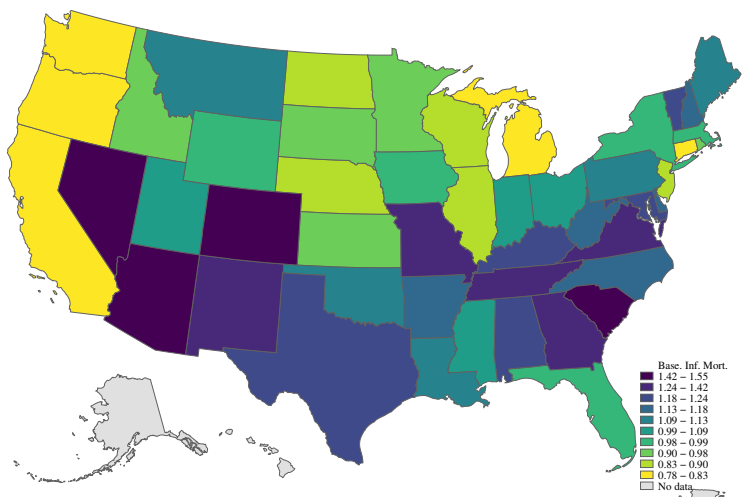 Base. Inf. Mort.
1.42 – 1.55
1.24 – 1.42
1.18 – 1.24
1.13 – 1.18
1.09 – 1.13
0.99 – 1.09
0.98 – 0.99
0.90 – 0.98
0.83 – 0.90
0.78 – 0.83
No data